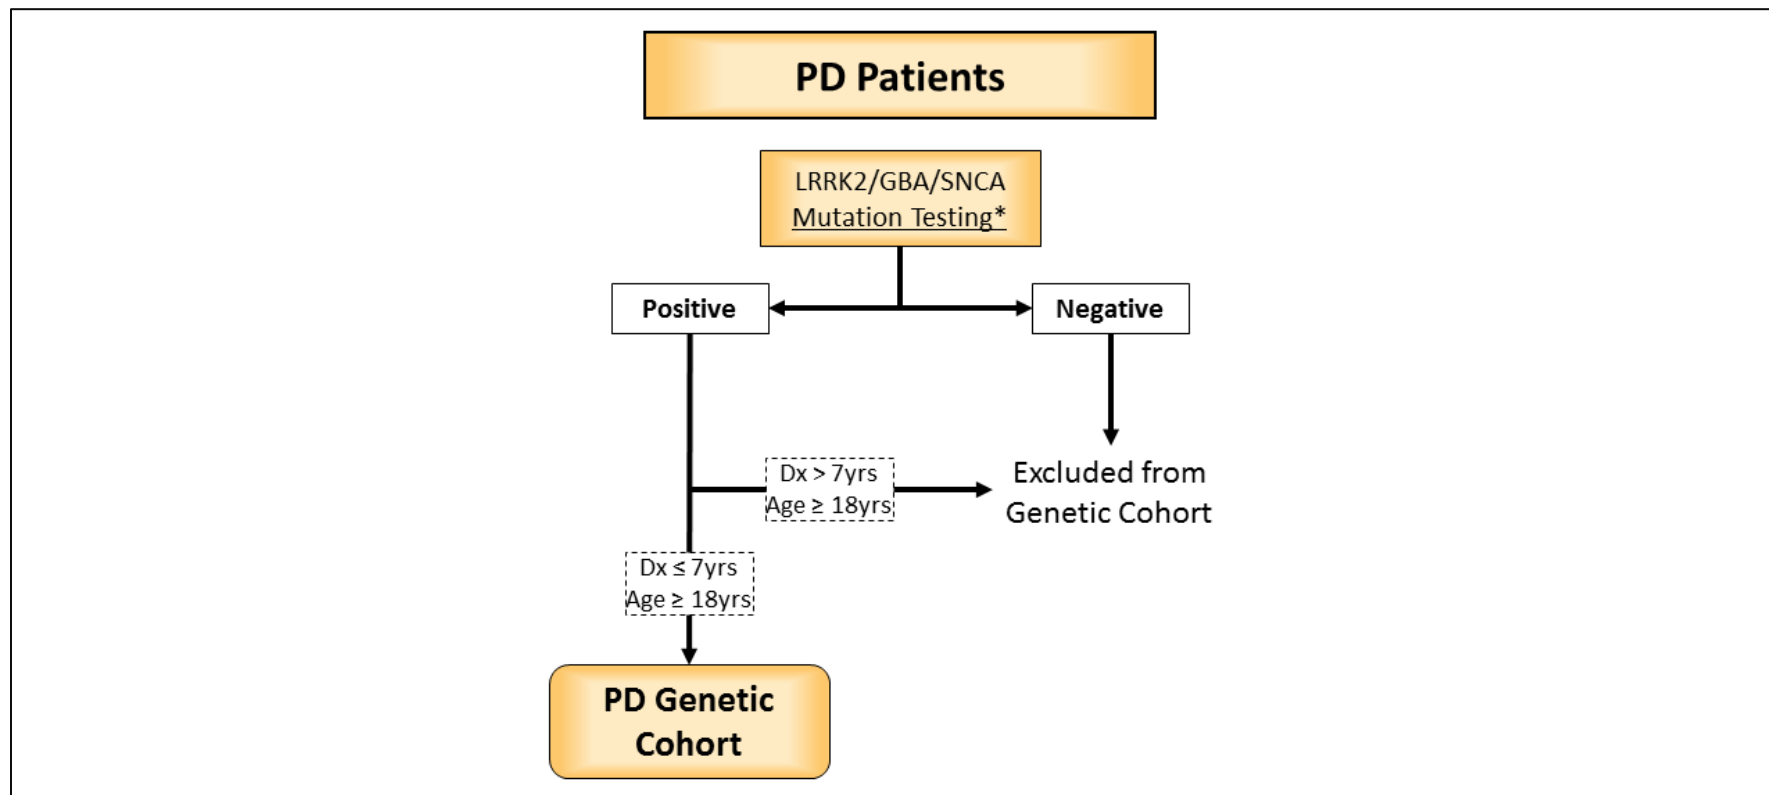 PD Patients
LRRK2/GBA/SNCA
Mutation Testing*
Positive
Negative
Dx > 7yrs
Age ≥ 18yrs
Excluded from
Genetic Cohort
Dx ≤ 7yrs
Age ≥ 18yrs
PD Genetic
Cohort